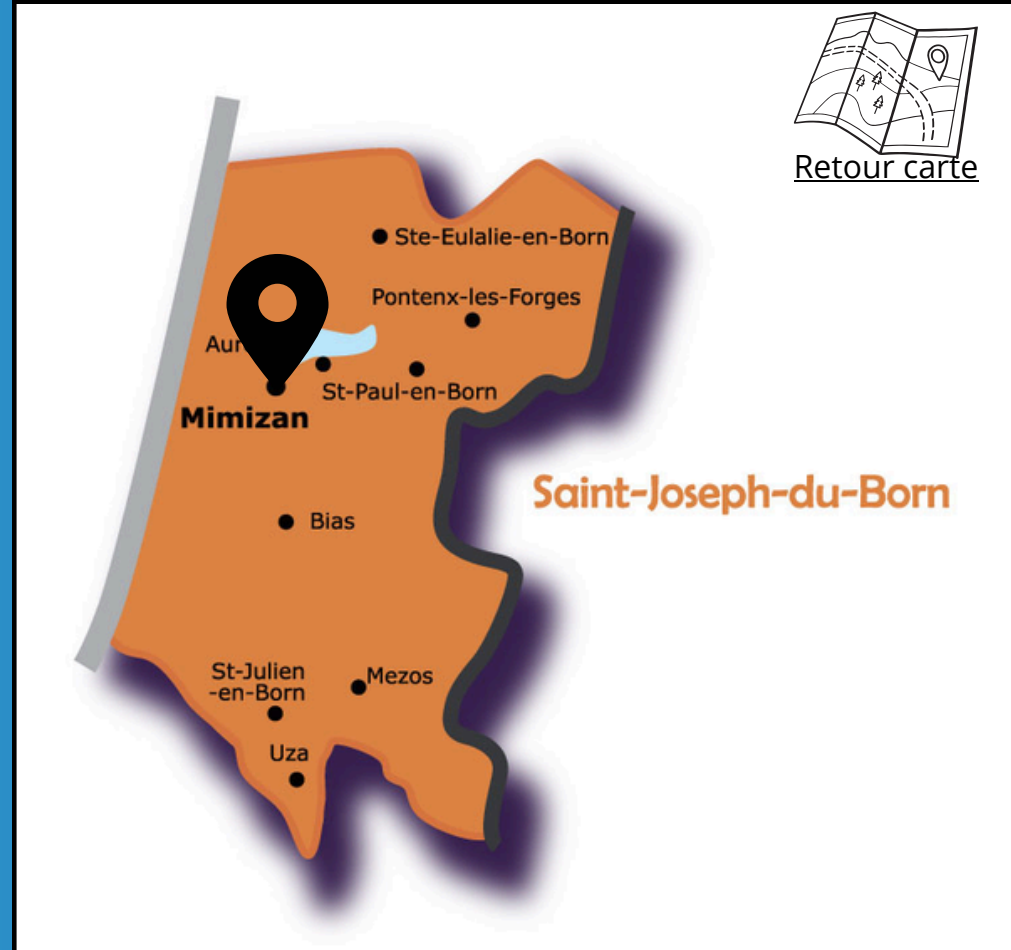 Retour carte
Ste-Eulalie-en-Born
Pontenx-les-Forges
St-Paul-en-Born
Mimizan
Saint-Joseph-du-Born
Bias
St-Julien
-en-Born
Mezos
Uza